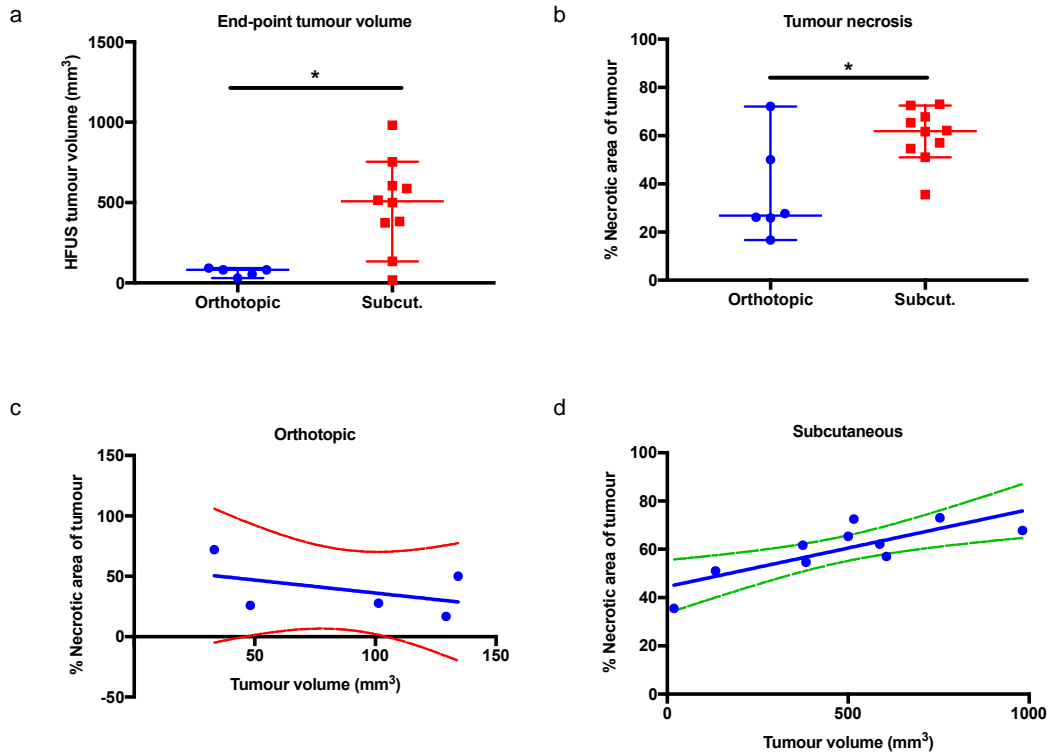 a
End-point tumour volume
HFUS tumour volume (mm³)
1500
1000
500
0
*
Orthotopic
Subcut.
b
Tumour necrosis
% Necrotic area of tumour
100
80
60
40
20
0
*
Orthotopic
Subcut.
c
Orthotopic
% Necrotic area of tumour
150
100
50
0
-50
50
100
150
Tumour volume (mm³)
d
Subcutaneous
% Necrotic area of tumour
100
80
60
40
20
0
0
500
1000
Tumour volume (mm³)